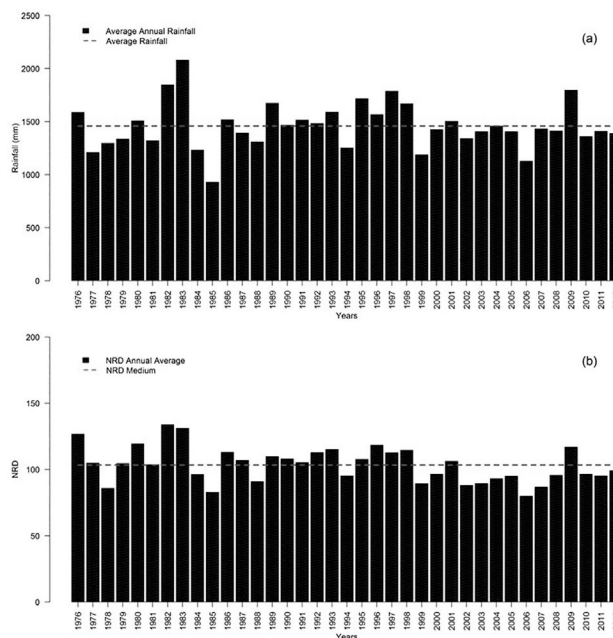 (a)
Average Annual Rainfall
Average Rainfall
Rainfall (mm)
2500
2000
1500
1000
500
0
1976 1977 1978 1979 1980 1981 1982 1983 1984 1985 1986 1987 1988 1989 1990 1991 1992 1993 1994 1995 1996 1997 1998 1999 2000 2001 2002 2003 2004 2005 2006 2007 2008 2009 2010 2011
Years
(b)
NRD Annual Average
NRD Medium
NRD
200
150
100
50
0
1976 1977 1978 1979 1980 1981 1982 1983 1984 1985 1986 1987 1988 1989 1990 1991 1992 1993 1994 1995 1996 1997 1998 1999 2000 2001 2002 2003 2004 2005 2006 2007 2008 2009 2010 2011
Years